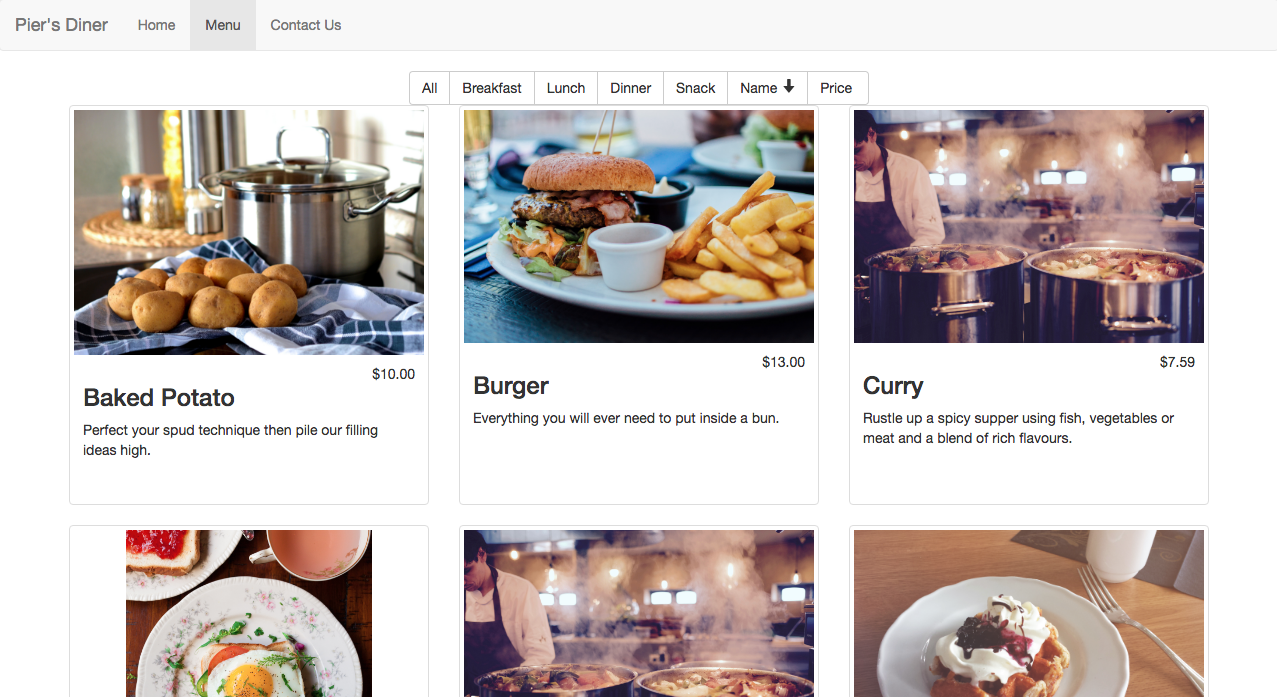 Pier's Diner Home Menu Contact Us
All Breakfast Lunch Dinner Snack Name Price
$10.00
Baked Potato
Perfect your spud technique then pile our filling
ideas high.
$13.00
Burger
Everything you will ever need to put inside a bun.
$7.59
Curry
Rustle up a spicy supper using fish, vegetables or
meat and a blend of rich flavours.